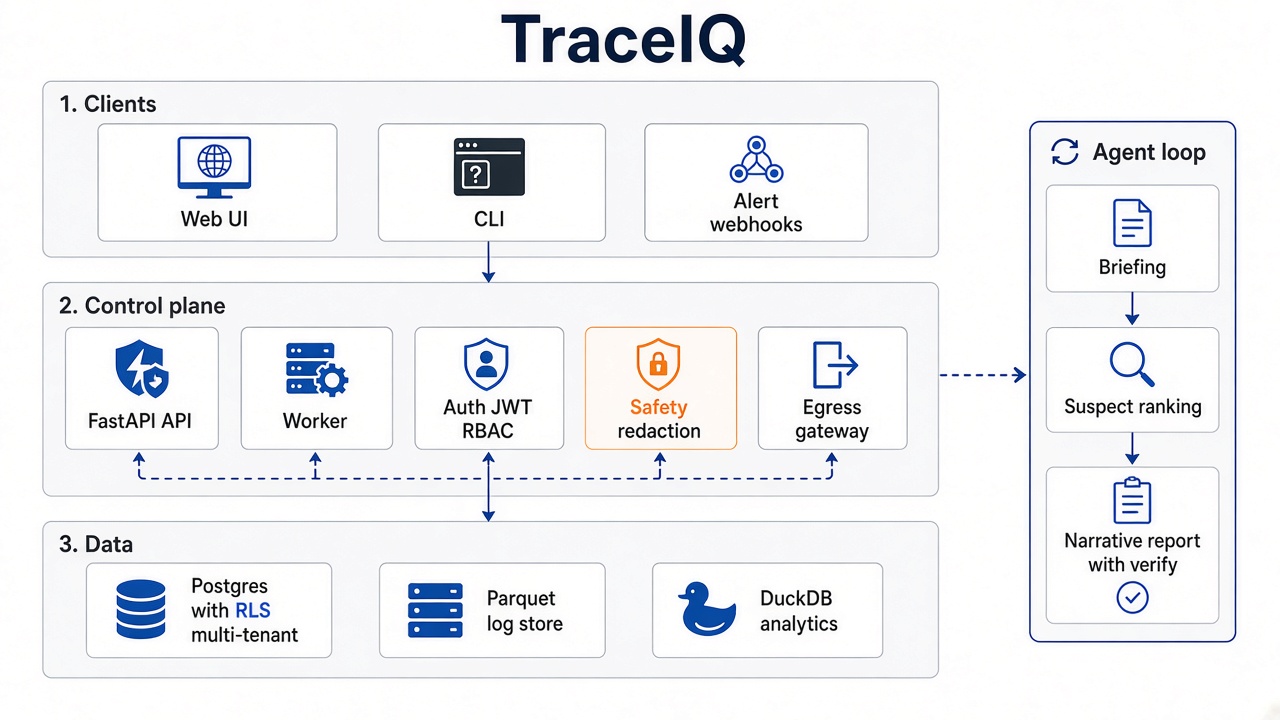 TraceIQ
1. Clients
Web UI
?
CLI
Alert
webhooks
2. Control plane
FastAPI API
Worker
Auth JWT
RBAC
Safety
redaction
Egress
gateway
3. Data
Postgres
with RLS
multi-tenant
Parquet
log store
DuckDB
analytics
Agent loop
Briefing
Suspect ranking
Narrative report
with verify